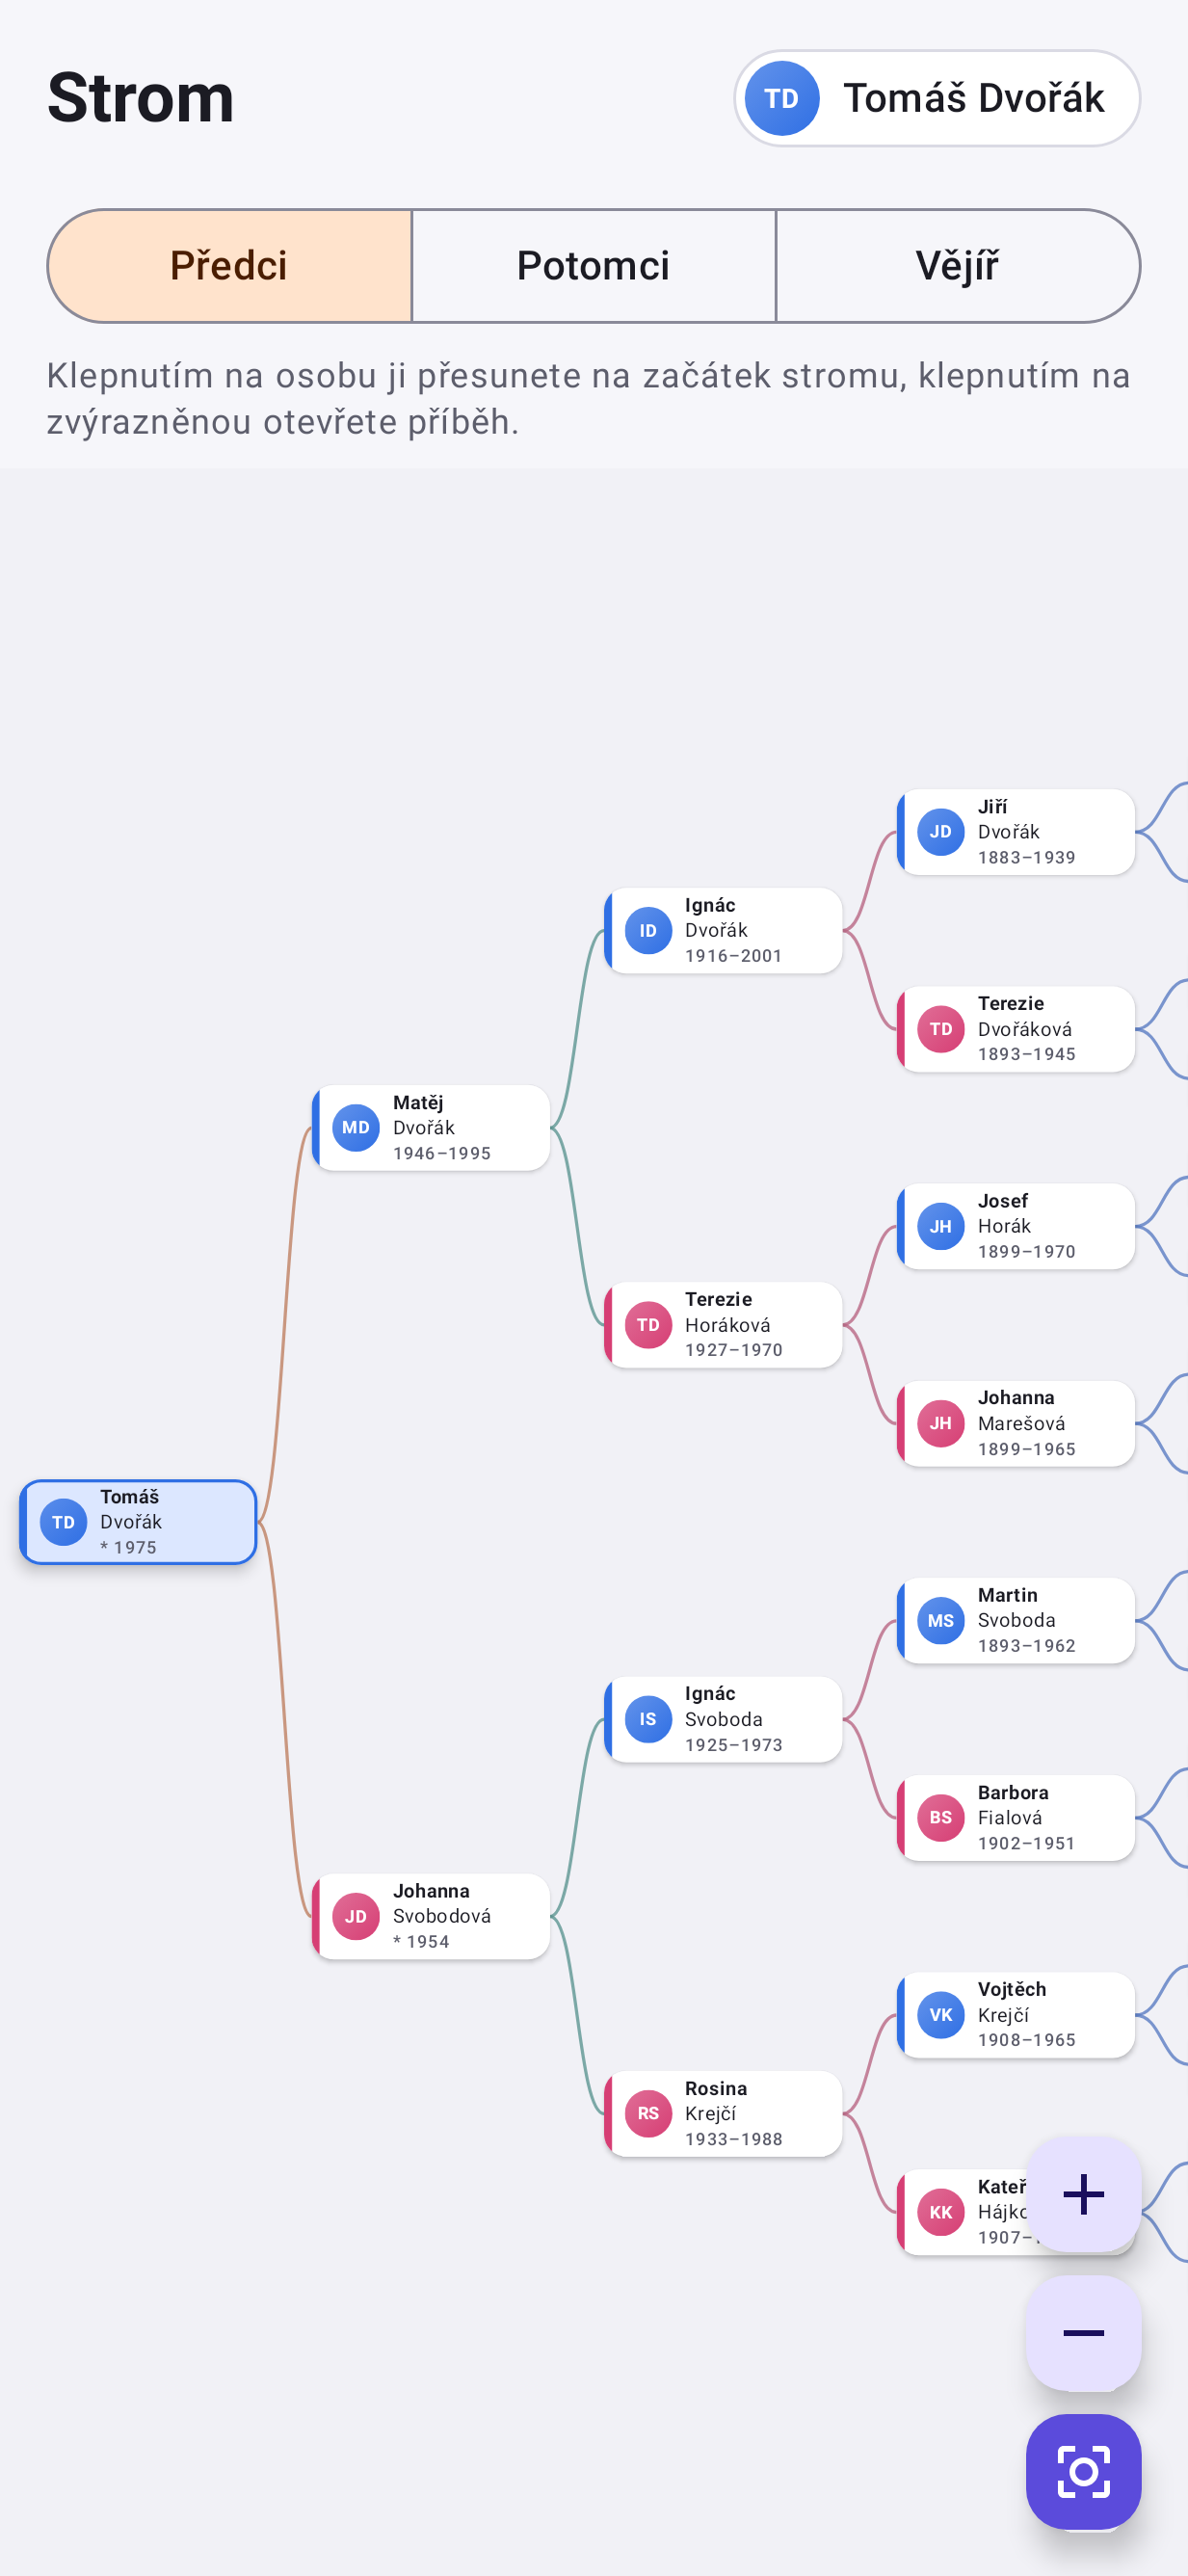 Strom
TD Tomáš Dvořák
Předci
Potomci
Vějíř
Klepnutím na osobu ji přesunete na začátek stromu, klepnutím na
zvýrazněnou otevřete příběh.
JD
Jiří
Dvořák
1883–1939
ID
Ignác
Dvořák
1916–2001
TD
Terezie
Dvořáková
1893–1945
MD
Matěj
Dvořák
1946–1995
JH
Josef
Horák
1899–1970
TD
Terezie
Horáková
1927–1970
JH
Johanna
Marešová
1899–1965
TD
Tomáš
Dvořák
* 1975
MS
Martin
Svoboda
1893–1962
IS
Ignác
Svoboda
1925–1973
BS
Barbora
Fialová
1902–1951
JD
Johanna
Svobodová
* 1954
VK
Vojtěch
Krejčí
1908–1965
RS
Rosina
Krejčí
1933–1988
KK
1907–